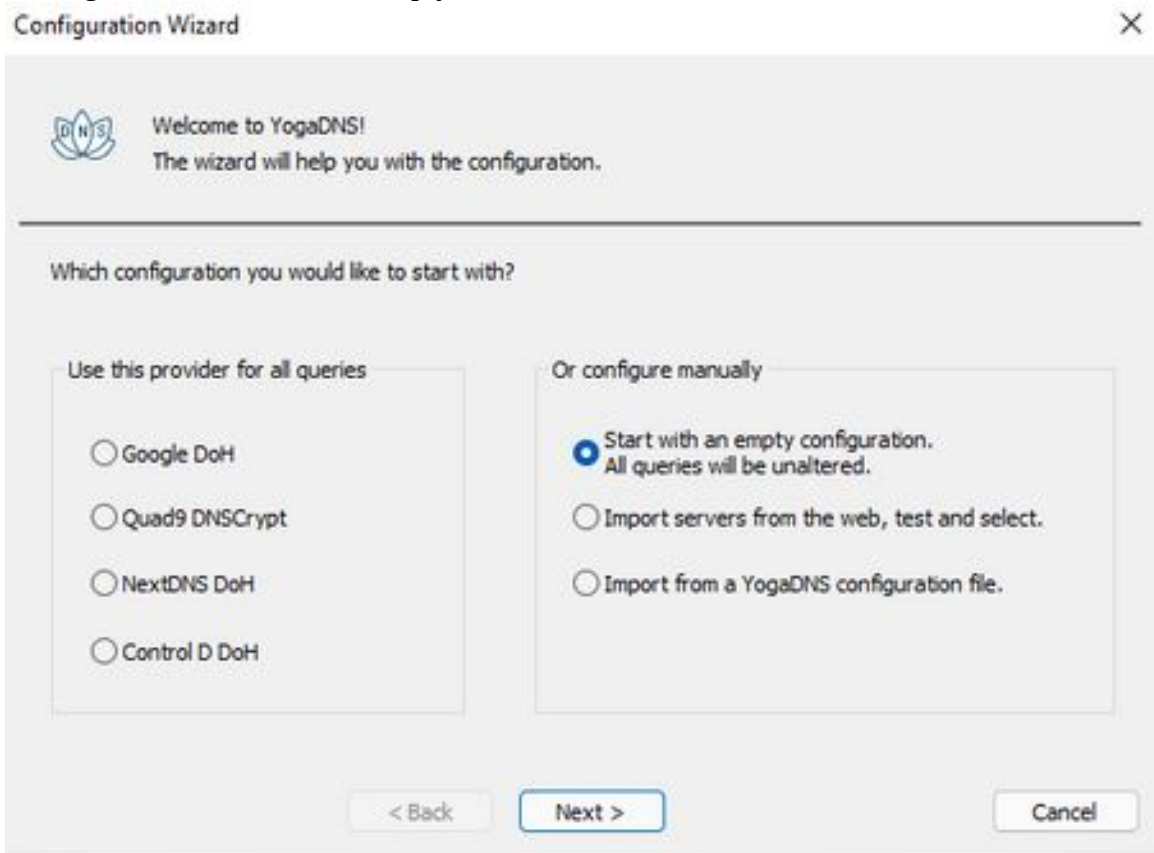 Configuration Wizard
DNS
Welcome to YogaDNS!
The wizard will help you with the configuration.
Which configuration you would like to start with?
Use this provider for all queries
Google DoH
Quad9 DNSCrypt
NextDNS DoH
Control D DoH
Or configure manually
Start with an empty configuration.
All queries will be unaltered.
Import servers from the web, test and select.
Import from a YogaDNS configuration file.
< Back
Next >
Cancel